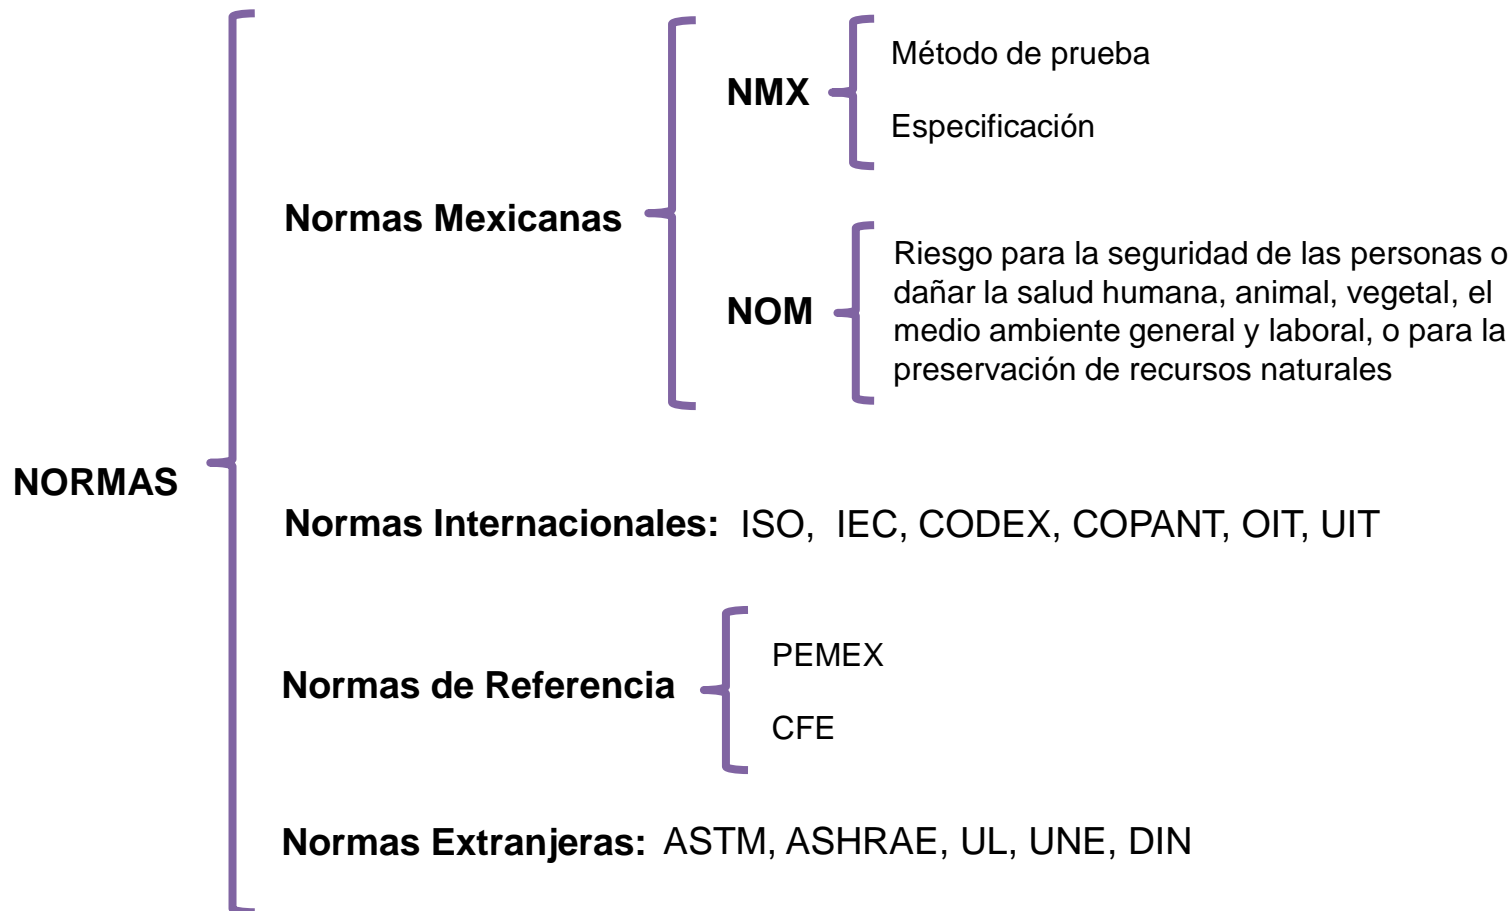 NORMAS
Normas Mexicanas
NMX
Método de prueba
Especificación
NOM
Riesgo para la seguridad de las personas o
dañar la salud humana, animal, vegetal, el
medio ambiente general y laboral, o para la
preservación de recursos naturales
Normas Internacionales: ISO, IEC, CODEX, COPANT, OIT, UIT
Normas de Referencia
PEMEX
CFE
Normas Extranjeras: ASTM, ASHRAE, UL, UNE, DIN